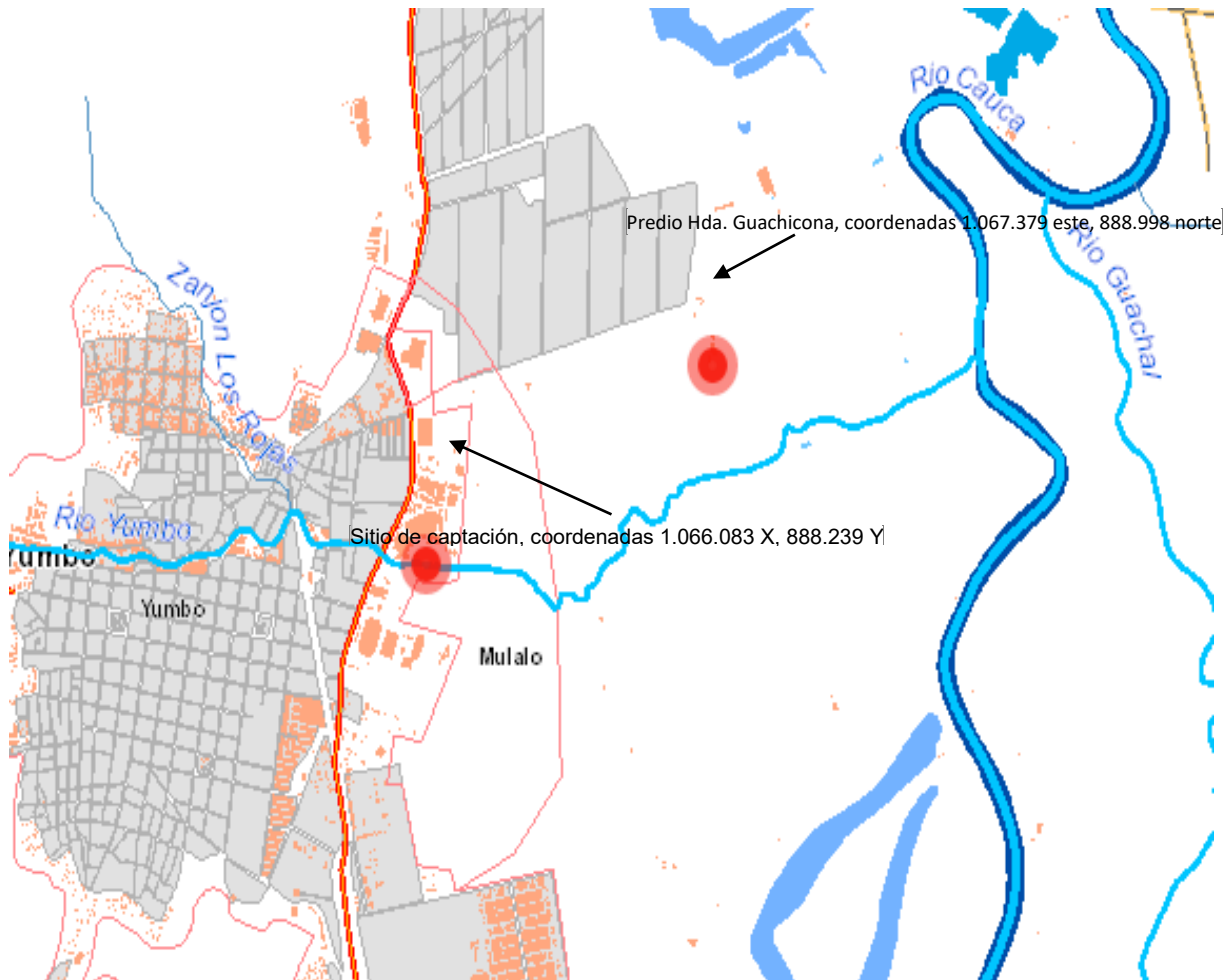 Rio Cauca
Predio Hda. Guachicona, coordenadas 1.067.379 este, 888.998 norte
Rio Guachal
Zanjon Los Rojas
Rio Yumbo
Sitio de captación, coordenadas 1.066.083 X, 888.239 Y
Yumbo
Yumbo
Mulalo